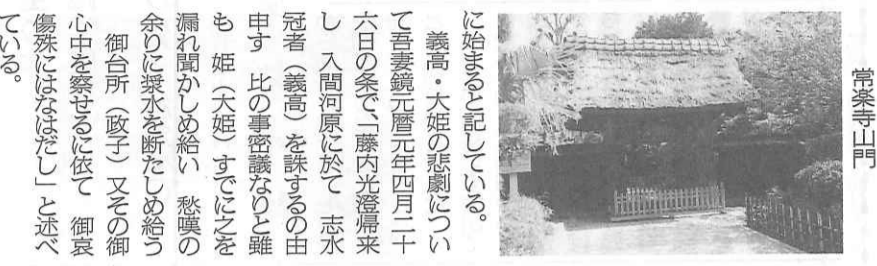 常楽寺山門
に始まると記している。
義高・大姫の悲劇につい
て吾妻鏡元暦元年四月二十
六日の条で、「藤内光澄帰来
し　入間河原に於て　志水
冠者（義高）を誅するの由
申す　比の事密議なりと雖
も　姫（大姫）すでに之を
漏れ聞かしめ給い　愁嘆の
余りに漿水を断たしめ給う
御台所（政子）又その御
心中を察せるに依て　御哀
傷殊にはなはだし」と述べ
ている。